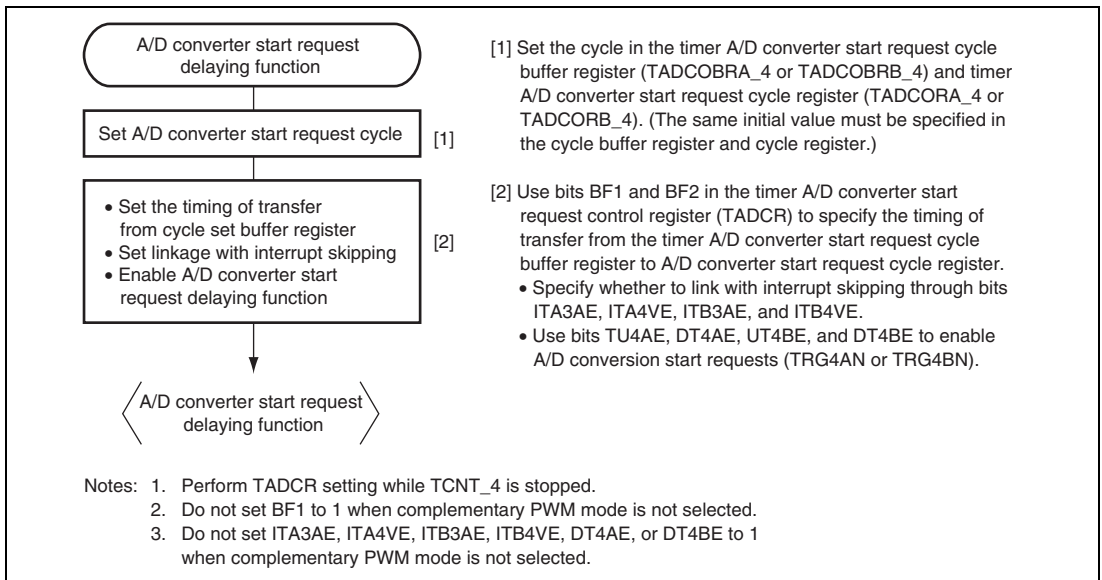 A/D converter start request
delaying function
Set A/D converter start request cycle
[1]
• Set the timing of transfer
from cycle set buffer register
• Set linkage with interrupt skipping
• Enable A/D converter start
request delaying function
[2]
A/D converter start request
delaying function
[1] Set the cycle in the timer A/D converter start request cycle
buffer register (TADCOBRA_4 or TADCOBRB_4) and timer
A/D converter start request cycle register (TADCORA_4 or
TADCORB_4). (The same initial value must be specified in
the cycle buffer register and cycle register.)
[2] Use bits BF1 and BF2 in the timer A/D converter start
request control register (TADCR) to specify the timing of
transfer from the timer A/D converter start request cycle
buffer register to A/D converter start request cycle register.
• Specify whether to link with interrupt skipping through bits
ITA3AE, ITA4VE, ITB3AE, and ITB4VE.
• Use bits TU4AE, DT4AE, UT4BE, and DT4BE to enable
A/D conversion start requests (TRG4AN or TRG4BN).
Notes: 1. Perform TADCR setting while TCNT_4 is stopped.
2. Do not set BF1 to 1 when complementary PWM mode is not selected.
3. Do not set ITA3AE, ITA4VE, ITB3AE, ITB4VE, DT4AE, or DT4BE to 1
when complementary PWM mode is not selected.